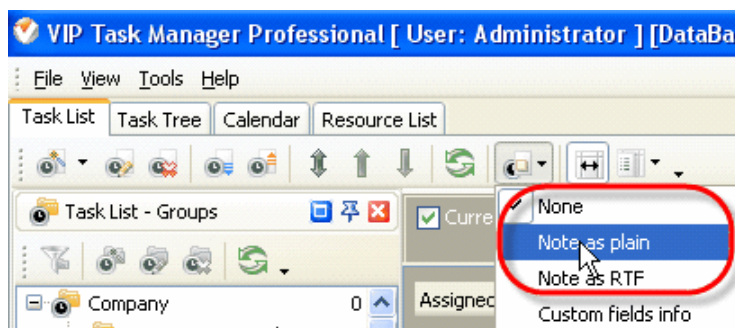 VIP Task Manager Professional [ User: Administrator ] [DataBa
File View Tools Help
Task List Task Tree Calendar Resource List
Task List - Groups
Curre
None
Note as plain
Note as RTF
Custom fields info
Company 0
Assigned